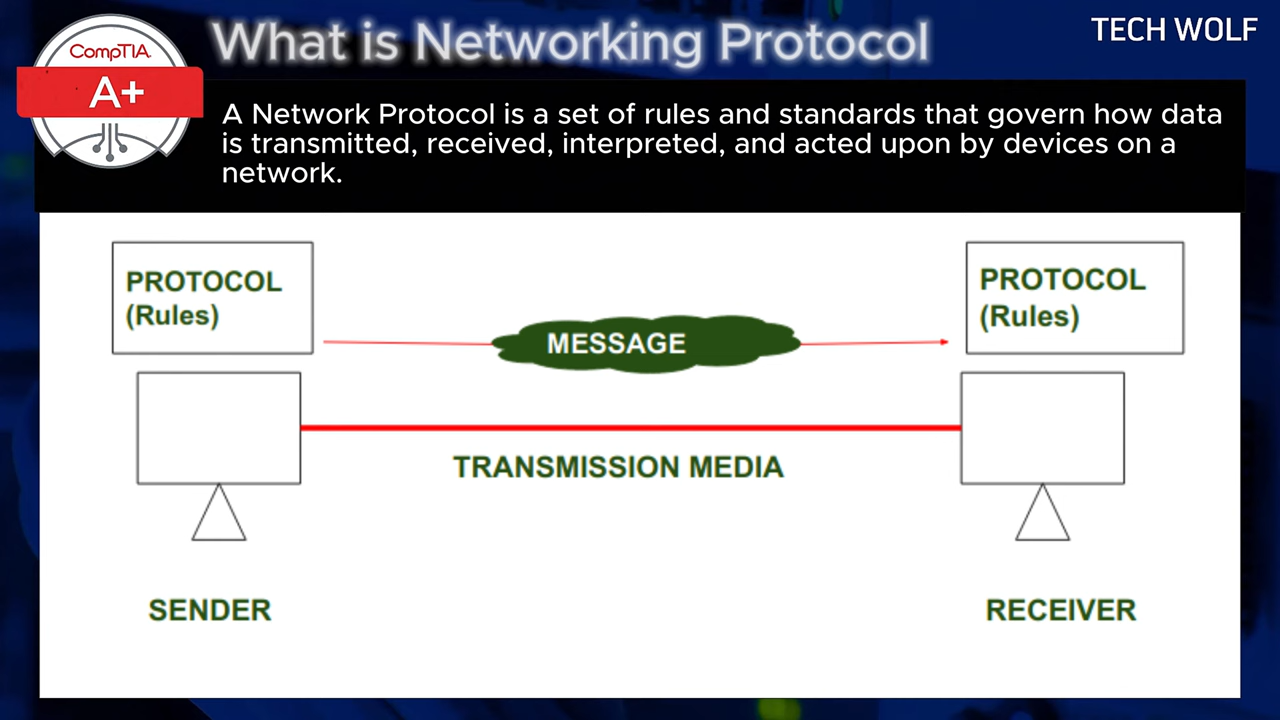 CompTIA.
A+
What is Networking Protocol
TECH WOLF
A Network Protocol is a set of rules and standards that govern how data
is transmitted, received, interpreted, and acted upon by devices on a
network.
PROTOCOL
(Rules)
MESSAGE
PROTOCOL
(Rules)
TRANSMISSION MEDIA
SENDER
RECEIVER